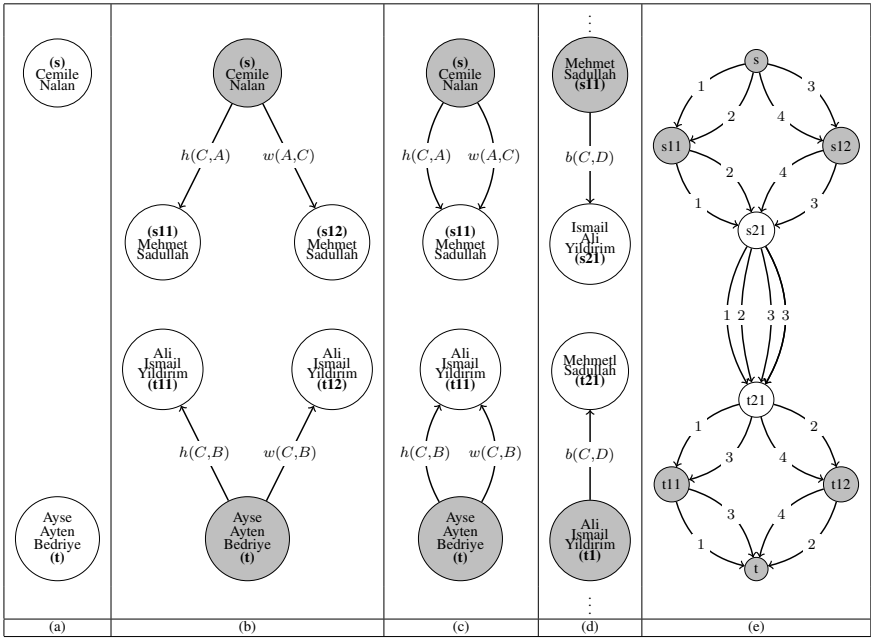 (s)
Cemile
Nalan
Ayse
Ayten
Bedriye
(t)
(a)
(s)
Cemile
Nalan
h(C,A)
w(A,C)
(s11)
Mehmet
Sadullah
(s12)
Mehmet
Sadullah
Ali
Ismail
Yildirim
(t11)
Ali
Ismail
Yildirim
(t12)
h(C,B)
w(C,B)
Ayse
Ayten
Bedriye
(t)
(b)
(s)
Cemile
Nalan
h(C,A)
w(A,C)
(s11)
Mehmet
Sadullah
Ali
Ismail
Yildirim
(t11)
h(C,B)
w(C,B)
Ayse
Ayten
Bedriye
(t)
(c)
⋮
Mehmet
Sadullah
(s11)
b(C,D)
Ismail
Ali
Yildirim
(s21)
Mehmetl
Sadullah
(t21)
b(C,D)
Ali
Ismail
Yildirim
(t1)
⋮
(d)
s
1
3
2
4
s11
s12
2
4
1
3
s21
1 2 3 3
t21
1
2
3
4
t11
t12
3
4
1
2
t
(e)